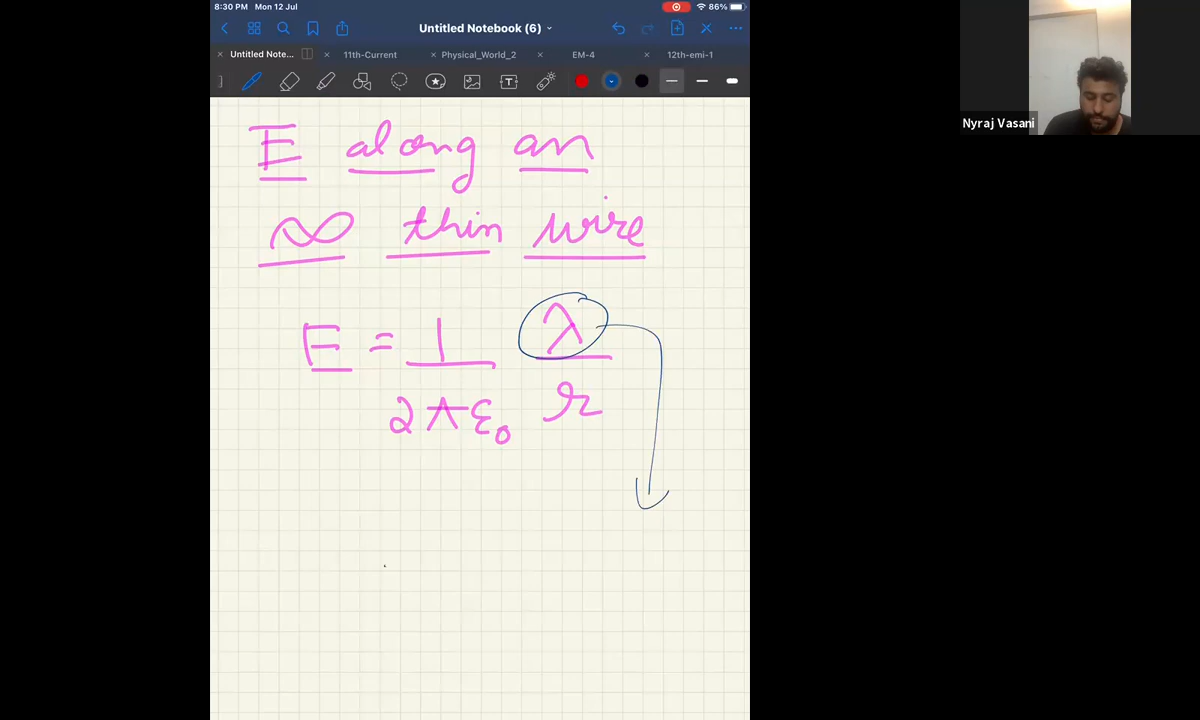 8:30 PM Mon 12 Jul
86%
Untitled Notebook (6)
Untitled Note...
11th-Current
Physical_World_2
EM-4
12th-emi-1
Nyraj Vasani
E along an
∞ thin wire
E = 1 λ
2πε₀ r